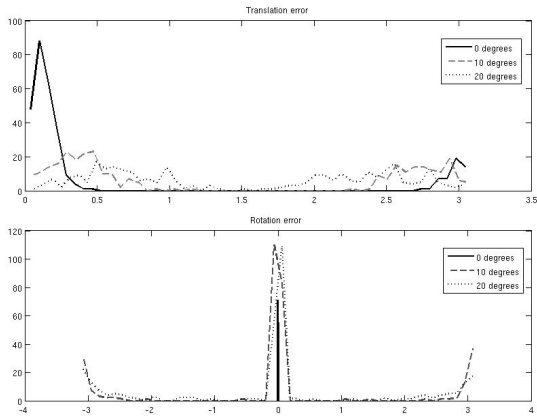 Translation error
100
80
60
40
20
0
0 degrees
10 degrees
20 degrees
0 0.5 1 1.5 2 2.5 3 3.5
Rotation error
120
100
80
60
40
20
0
0 degrees
10 degrees
20 degrees
-4 -3 -2 -1 0 1 2 3 4